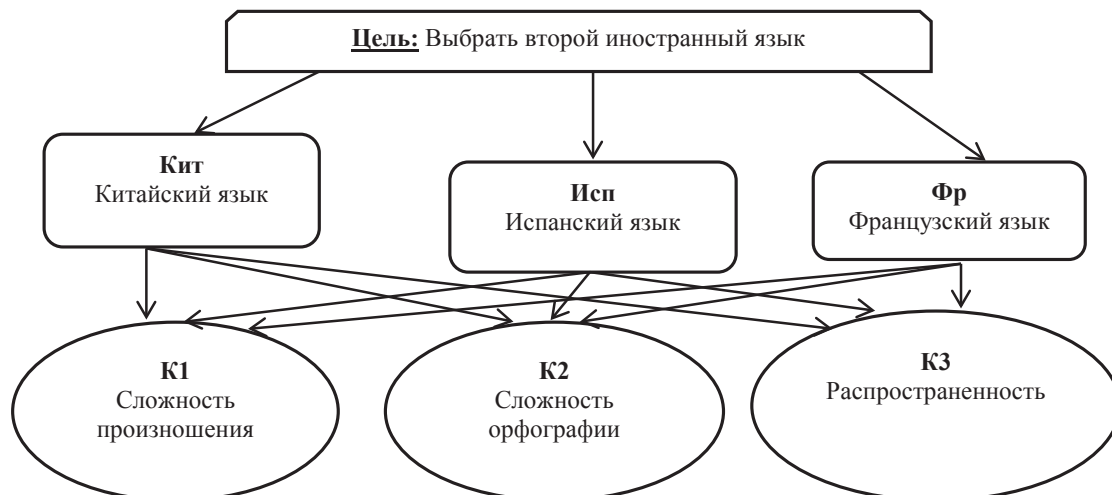 Цель: Выбрать второй иностранный язык
Кит
Китайский язык
Исп
Испанский язык
Фр
Французский язык
К1
Сложность
произношения
К2
Сложность
орфографии
К3
Распространенность